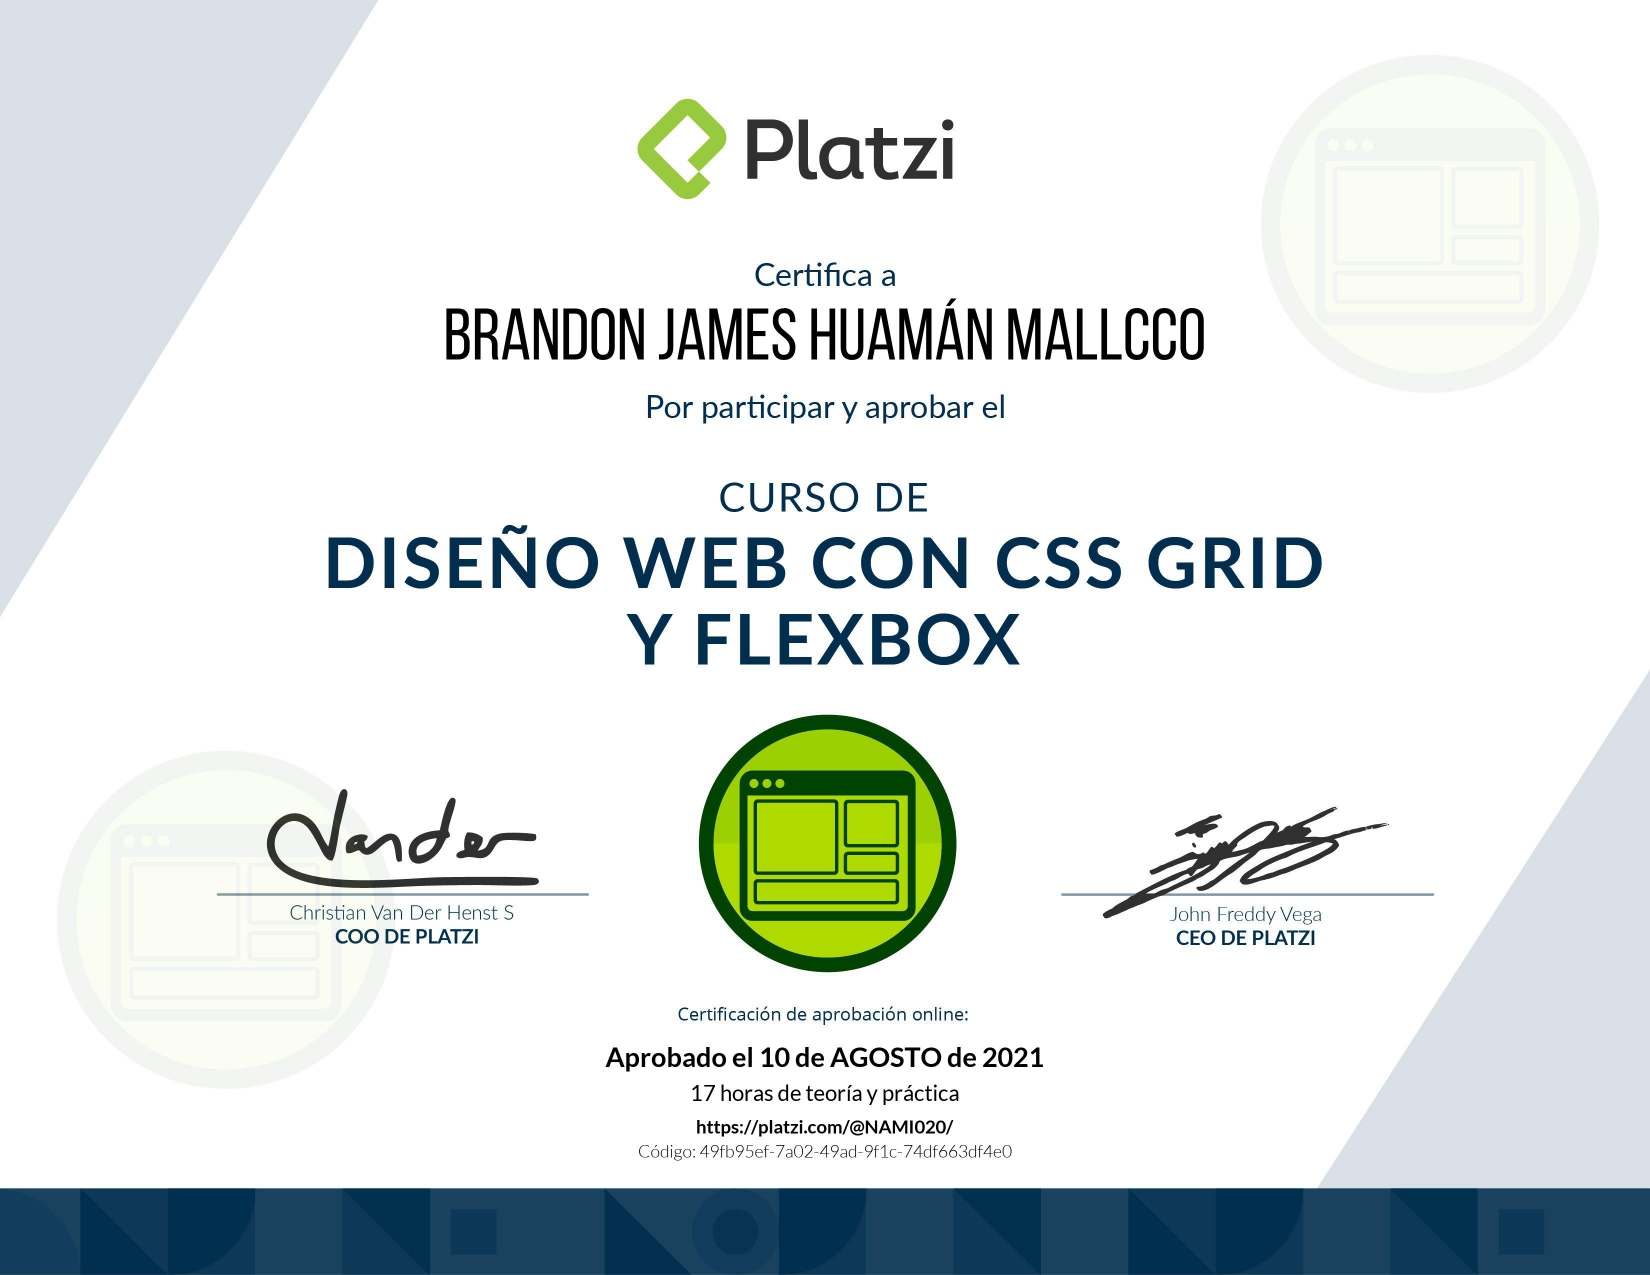 Platzi
Certifica a
BRANDON JAMES HUAMÁN MALLCCO
Por participar y aprobar el
CURSO DE
DISEÑO WEB CON CSS GRID
Y FLEXBOX
Vander
Christian Van Der Henst S
COO DE PLATZI
John Freddy Vega
CEO DE PLATZI
Certificación de aprobación online:
Aprobado el 10 de AGOSTO de 2021
17 horas de teoría y práctica
https://platzi.com/@NAMI020/
Código: 49fb95ef-7a02-49ad-9f1c-74df663df4e0